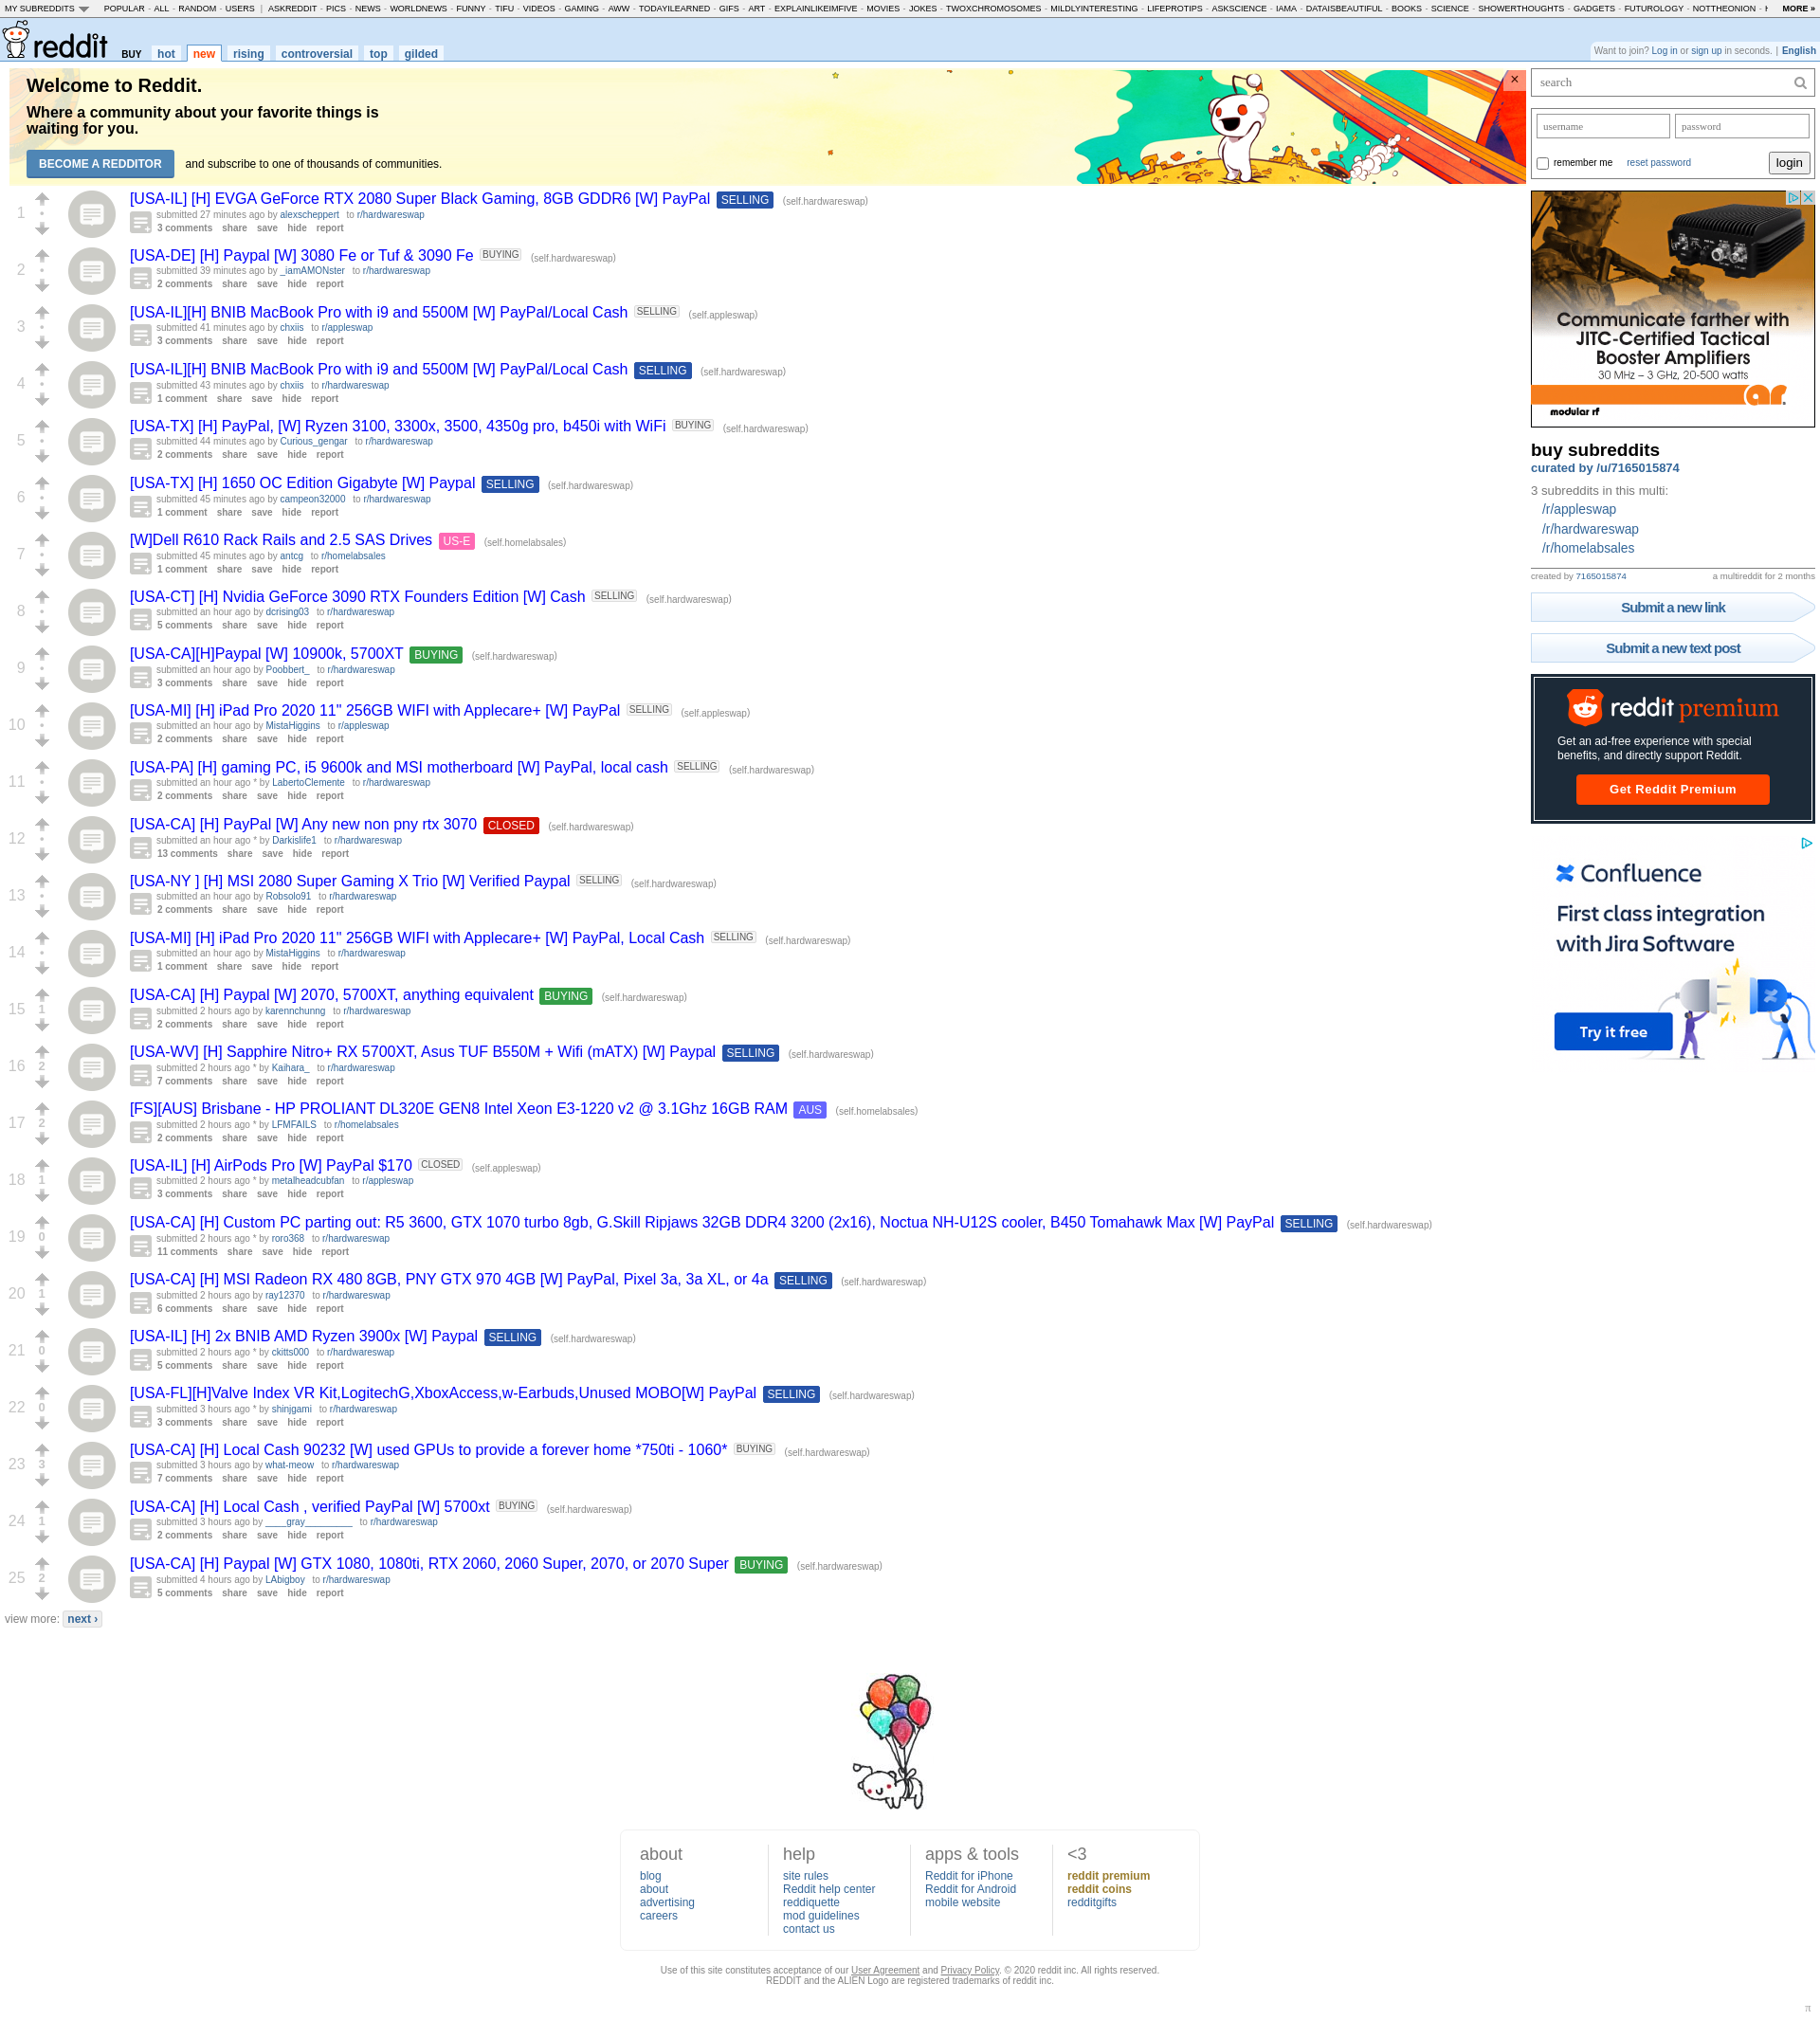 MY SUBREDDITS POPULAR - ALL - RANDOM - USERS | ASKREDDIT - PICS - NEWS - WORLDNEWS - FUNNY - TIFU - VIDEOS - GAMING - AWW - TODAYILEARNED - GIFS - ART - EXPLAINLIKEIMFIVE - MOVIES - JOKES - TWOXCHROMOSOMES - MILDLYINTERESTING - LIFEPROTIPS - ASKSCIENCE - IAMA - DATAISBEAUTIFUL - BOOKS - SCIENCE - SHOWERTHOUGHTS - GADGETS - FUTUROLOGY - NOTTHEONION - MORE »
reddit BUY hot new rising controversial top gilded
Want to join? Log in or sign up in seconds. | English
Welcome to Reddit.
Where a community about your favorite things is
waiting for you.
BECOME A REDDITOR and subscribe to one of thousands of communities.
1
[USA-IL] [H] EVGA GeForce RTX 2080 Super Black Gaming, 8GB GDDR6 [W] PayPal SELLING (self.hardwareswap)
submitted 27 minutes ago by alexscheppert to r/hardwareswap
3 comments share save hide report
2
[USA-DE] [H] Paypal [W] 3080 Fe or Tuf & 3090 Fe BUYING (self.hardwareswap)
submitted 39 minutes ago by _iamAMONster to r/hardwareswap
2 comments share save hide report
3
[USA-IL][H] BNIB MacBook Pro with i9 and 5500M [W] PayPal/Local Cash SELLING (self.appleswap)
submitted 41 minutes ago by chxiis to r/appleswap
3 comments share save hide report
4
[USA-IL][H] BNIB MacBook Pro with i9 and 5500M [W] PayPal/Local Cash SELLING (self.hardwareswap)
submitted 43 minutes ago by chxiis to r/hardwareswap
1 comment share save hide report
5
[USA-TX] [H] PayPal, [W] Ryzen 3100, 3300x, 3500, 4350g pro, b450i with WiFi BUYING (self.hardwareswap)
submitted 44 minutes ago by Curious_gengar to r/hardwareswap
2 comments share save hide report
6
[USA-TX] [H] 1650 OC Edition Gigabyte [W] Paypal SELLING (self.hardwareswap)
submitted 45 minutes ago by campeon32000 to r/hardwareswap
1 comment share save hide report
7
[W]Dell R610 Rack Rails and 2.5 SAS Drives US-E (self.homelabsales)
submitted 45 minutes ago by antcg to r/homelabsales
1 comment share save hide report
8
[USA-CT] [H] Nvidia GeForce 3090 RTX Founders Edition [W] Cash SELLING (self.hardwareswap)
submitted an hour ago by dcrising03 to r/hardwareswap
5 comments share save hide report
9
[USA-CA][H]Paypal [W] 10900k, 5700XT BUYING (self.hardwareswap)
submitted an hour ago by Poobbert_ to r/hardwareswap
3 comments share save hide report
10
[USA-MI] [H] iPad Pro 2020 11" 256GB WIFI with Applecare+ [W] PayPal SELLING (self.appleswap)
submitted an hour ago by MistaHiggins to r/appleswap
2 comments share save hide report
11
[USA-PA] [H] gaming PC, i5 9600k and MSI motherboard [W] PayPal, local cash SELLING (self.hardwareswap)
submitted an hour ago * by LabertoClemente to r/hardwareswap
2 comments share save hide report
12
[USA-CA] [H] PayPal [W] Any new non pny rtx 3070 CLOSED (self.hardwareswap)
submitted an hour ago * by Darkislife1 to r/hardwareswap
13 comments share save hide report
13
[USA-NY ] [H] MSI 2080 Super Gaming X Trio [W] Verified Paypal SELLING (self.hardwareswap)
submitted an hour ago by Robsolo91 to r/hardwareswap
2 comments share save hide report
14
[USA-MI] [H] iPad Pro 2020 11" 256GB WIFI with Applecare+ [W] PayPal, Local Cash SELLING (self.hardwareswap)
submitted an hour ago by MistaHiggins to r/hardwareswap
1 comment share save hide report
15 1
[USA-CA] [H] Paypal [W] 2070, 5700XT, anything equivalent BUYING (self.hardwareswap)
submitted 2 hours ago by karennchunng to r/hardwareswap
2 comments share save hide report
16 2
[USA-WV] [H] Sapphire Nitro+ RX 5700XT, Asus TUF B550M + Wifi (mATX) [W] Paypal SELLING (self.hardwareswap)
submitted 2 hours ago * by Kaihara_ to r/hardwareswap
7 comments share save hide report
17 2
[FS][AUS] Brisbane - HP PROLIANT DL320E GEN8 Intel Xeon E3-1220 v2 @ 3.1Ghz 16GB RAM AUS (self.homelabsales)
submitted 2 hours ago * by LFMFAILS to r/homelabsales
2 comments share save hide report
18 1
[USA-IL] [H] AirPods Pro [W] PayPal $170 CLOSED (self.appleswap)
submitted 2 hours ago * by metalheadcubfan to r/appleswap
3 comments share save hide report
19 0
[USA-CA] [H] Custom PC parting out: R5 3600, GTX 1070 turbo 8gb, G.Skill Ripjaws 32GB DDR4 3200 (2x16), Noctua NH-U12S cooler, B450 Tomahawk Max [W] PayPal SELLING (self.hardwareswap)
submitted 2 hours ago * by roro368 to r/hardwareswap
11 comments share save hide report
20 1
[USA-CA] [H] MSI Radeon RX 480 8GB, PNY GTX 970 4GB [W] PayPal, Pixel 3a, 3a XL, or 4a SELLING (self.hardwareswap)
submitted 2 hours ago by ray12370 to r/hardwareswap
6 comments share save hide report
21 0
[USA-IL] [H] 2x BNIB AMD Ryzen 3900x [W] Paypal SELLING (self.hardwareswap)
submitted 2 hours ago * by ckitts000 to r/hardwareswap
5 comments share save hide report
22 0
[USA-FL][H]Valve Index VR Kit,LogitechG,XboxAccess,w-Earbuds,Unused MOBO[W] PayPal SELLING (self.hardwareswap)
submitted 3 hours ago * by shinjgami to r/hardwareswap
3 comments share save hide report
23 3
[USA-CA] [H] Local Cash 90232 [W] used GPUs to provide a forever home *750ti - 1060* BUYING (self.hardwareswap)
submitted 3 hours ago by what-meow to r/hardwareswap
7 comments share save hide report
24 1
[USA-CA] [H] Local Cash , verified PayPal [W] 5700xt BUYING (self.hardwareswap)
submitted 3 hours ago by ____gray_________ to r/hardwareswap
2 comments share save hide report
25 2
[USA-CA] [H] Paypal [W] GTX 1080, 1080ti, RTX 2060, 2060 Super, 2070, or 2070 Super BUYING (self.hardwareswap)
submitted 4 hours ago by LAbigboy to r/hardwareswap
5 comments share save hide report
view more: next ›
search
username password
remember me reset password login
Communicate farther with
JITC-Certified Tactical
Booster Amplifiers
30 MHz – 3 GHz, 20-500 watts
ar.
modular rf
buy subreddits
curated by /u/7165015874
3 subreddits in this multi:
/r/appleswap
/r/hardwareswap
/r/homelabsales
created by 7165015874 a multireddit for 2 months
Submit a new link
Submit a new text post
reddit premium
Get an ad-free experience with special
benefits, and directly support Reddit.
Get Reddit Premium
Confluence
First class integration
with Jira Software
Try it free
about
blog
about
advertising
careers
help
site rules
Reddit help center
reddiquette
mod guidelines
contact us
apps & tools
Reddit for iPhone
Reddit for Android
mobile website
<3
reddit premium
reddit coins
redditgifts
Use of this site constitutes acceptance of our User Agreement and Privacy Policy. © 2020 reddit inc. All rights reserved.
REDDIT and the ALIEN Logo are registered trademarks of reddit inc.
π